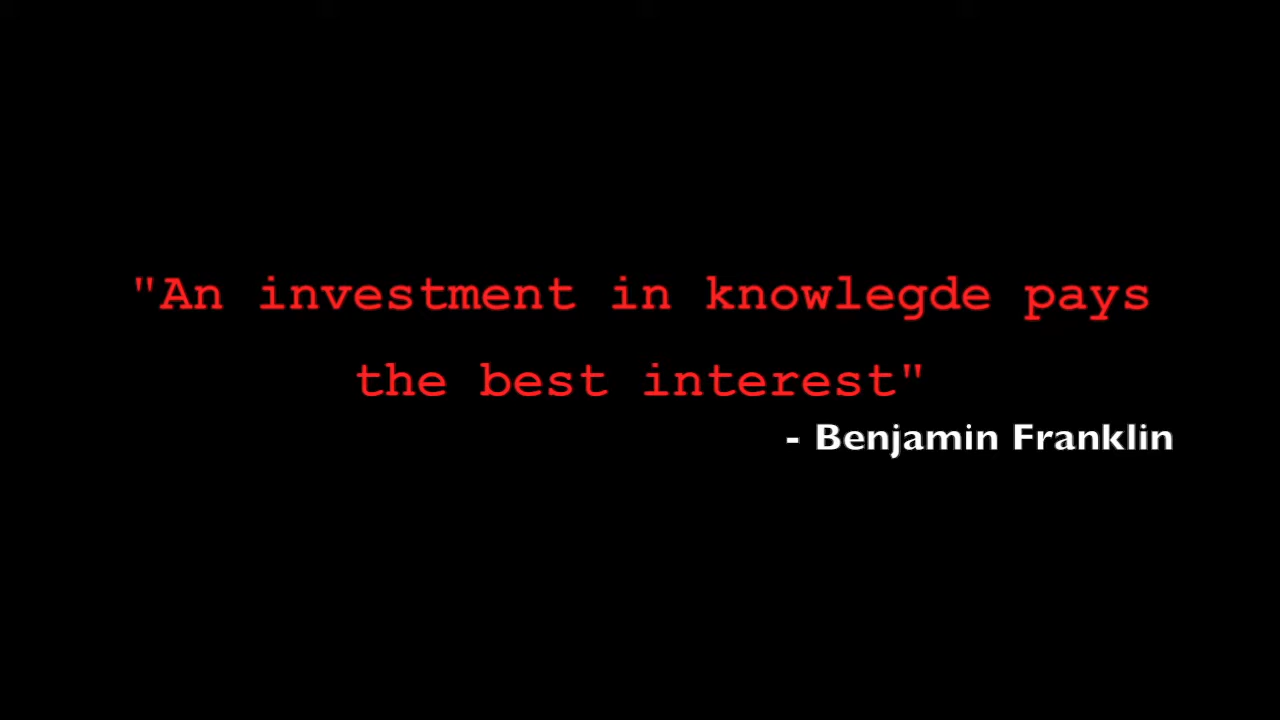 "An investment in knowlegde pays
the best interest"
- Benjamin Franklin